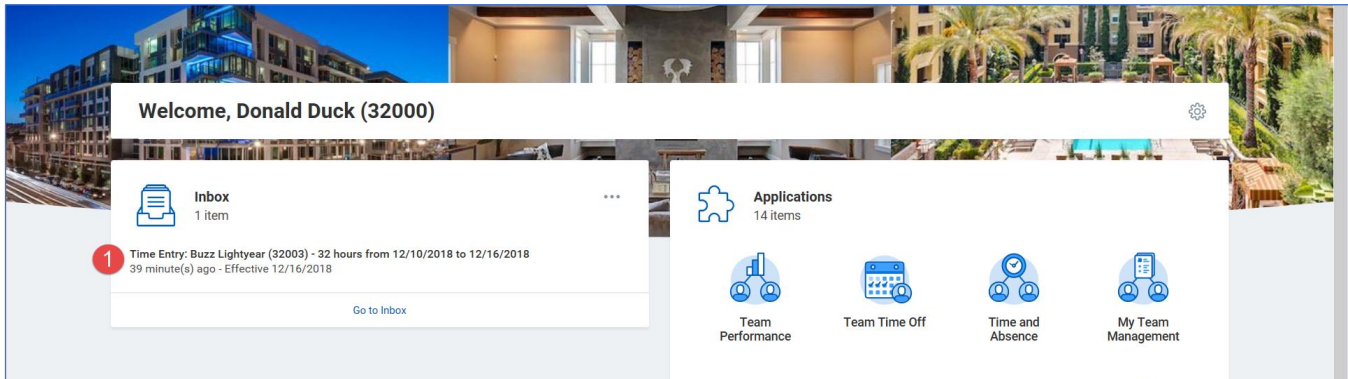 Welcome, Donald Duck (32000)
Inbox
1 item
1
Time Entry: Buzz Lightyear (32003) - 32 hours from 12/10/2018 to 12/16/2018
39 minute(s) ago - Effective 12/16/2018
Go to Inbox
Applications
14 items
Team
Performance
Team Time Off
Time and
Absence
My Team
Management